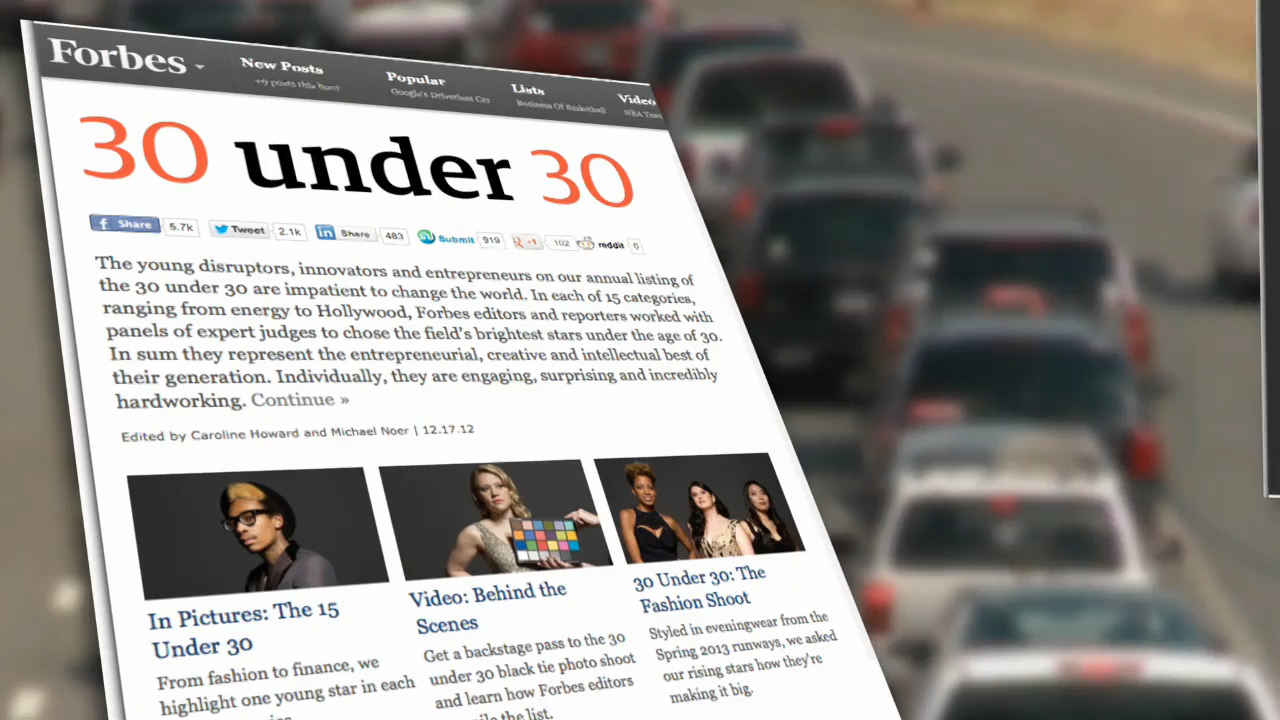 Forbes
New Posts
+9 posts this hour
Popular
Google's Driverless Car
Lists
Business Of Basketball
Video
NBA Team
30 under 30
f Share 5.7k Tweet 2.1k in Share 483 Submit 919 +1 102 reddit 0
The young disruptors, innovators and entrepreneurs on our annual listing of
the 30 under 30 are impatient to change the world. In each of 15 categories,
ranging from energy to Hollywood, Forbes editors and reporters worked with
panels of expert judges to chose the field's brightest stars under the age of 30.
In sum they represent the entrepreneurial, creative and intellectual best of
their generation. Individually, they are engaging, surprising and incredibly
hardworking. Continue »
Edited by Caroline Howard and Michael Noer | 12.17.12
In Pictures: The 15
Under 30
From fashion to finance, we
highlight one young star in each
Video: Behind the
Scenes
Get a backstage pass to the 30
under 30 black tie photo shoot
and learn how Forbes editors
the list.
30 Under 30: The
Fashion Shoot
Styled in eveningwear from the
Spring 2013 runways, we asked
our rising stars how they're
making it big.